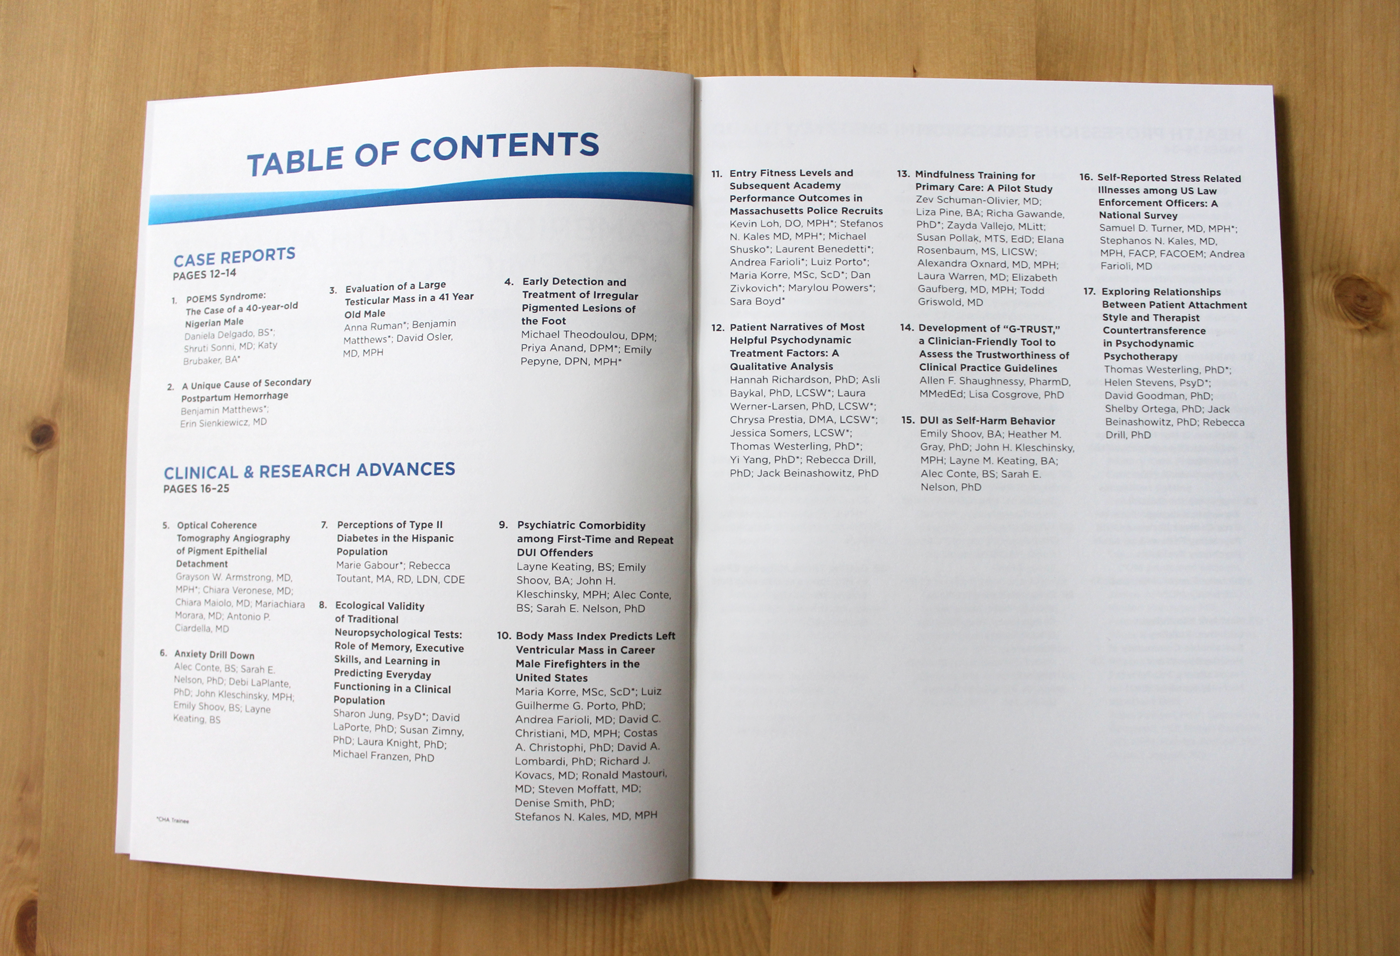 TABLE OF CONTENTS
CASE REPORTS
PAGES 12–14
1. POEMS Syndrome:
The Case of a 40-year-old
Nigerian Male
Daniela Delgado, BS*;
Shruti Sonni, MD; Katy
Brubaker, BA*
2. A Unique Cause of Secondary
Postpartum Hemorrhage
Benjamin Matthews*;
Erin Sienkiewicz, MD
3. Evaluation of a Large
Testicular Mass in a 41 Year
Old Male
Anna Ruman*; Benjamin
Matthews*; David Osler,
MD, MPH
4. Early Detection and
Treatment of Irregular
Pigmented Lesions of
the Foot
Michael Theodoulou, DPM;
Priya Anand, DPM*; Emily
Pepyne, DPN, MPH*
CLINICAL & RESEARCH ADVANCES
PAGES 16–25
5. Optical Coherence
Tomography Angiography
of Pigment Epithelial
Detachment
Grayson W. Armstrong, MD,
MPH*; Chiara Veronese, MD;
Chiara Maiolo, MD; Mariachiara
Morara, MD; Antonio P.
Ciardella, MD
6. Anxiety Drill Down
Alec Conte, BS; Sarah E.
Nelson, PhD; Debi LaPlante,
PhD; John Kleschinsky, MPH;
Emily Shoov, BS; Layne
Keating, BS
7. Perceptions of Type II
Diabetes in the Hispanic
Population
Marie Gabour*; Rebecca
Toutant, MA, RD, LDN, CDE
8. Ecological Validity
of Traditional
Neuropsychological Tests:
Role of Memory, Executive
Skills, and Learning in
Predicting Everyday
Functioning in a Clinical
Population
Sharon Jung, PsyD*; David
LaPorte, PhD; Susan Zimny,
PhD; Laura Knight, PhD;
Michael Franzen, PhD
9. Psychiatric Comorbidity
among First-Time and Repeat
DUI Offenders
Layne Keating, BS; Emily
Shoov, BA; John H.
Kleschinsky, MPH; Alec Conte,
BS; Sarah E. Nelson, PhD
10. Body Mass Index Predicts Left
Ventricular Mass in Career
Male Firefighters in the
United States
Maria Korre, MSc, ScD*; Luiz
Guilherme G. Porto, PhD;
Andrea Farioli, MD; David C.
Christiani, MD, MPH; Costas
A. Christophi, PhD; David A.
Lombardi, PhD; Richard J.
Kovacs, MD; Ronald Mastouri,
MD; Steven Moffatt, MD;
Denise Smith, PhD;
Stefanos N. Kales, MD, MPH
*CHA Trainee
11. Entry Fitness Levels and
Subsequent Academy
Performance Outcomes in
Massachusetts Police Recruits
Kevin Loh, DO, MPH*; Stefanos
N. Kales MD, MPH*; Michael
Shusko*; Laurent Benedetti*;
Andrea Farioli*; Luiz Porto*;
Maria Korre, MSc, ScD*; Dan
Zivkovich*; Marylou Powers*;
Sara Boyd*
12. Patient Narratives of Most
Helpful Psychodynamic
Treatment Factors: A
Qualitative Analysis
Hannah Richardson, PhD; Asli
Baykal, PhD, LCSW*; Laura
Werner-Larsen, PhD, LCSW*;
Chrysa Prestia, DMA, LCSW*;
Jessica Somers, LCSW*;
Thomas Westerling, PhD*;
Yi Yang, PhD*; Rebecca Drill,
PhD; Jack Beinashowitz, PhD
13. Mindfulness Training for
Primary Care: A Pilot Study
Zev Schuman-Olivier, MD;
Liza Pine, BA; Richa Gawande,
PhD*; Zayda Vallejo, MLitt;
Susan Pollak, MTS, EdD; Elana
Rosenbaum, MS, LICSW;
Alexandra Oxnard, MD, MPH;
Laura Warren, MD; Elizabeth
Gaufberg, MD, MPH; Todd
Griswold, MD
14. Development of “G-TRUST,”
a Clinician-Friendly Tool to
Assess the Trustworthiness of
Clinical Practice Guidelines
Allen F. Shaughnessy, PharmD,
MMedEd; Lisa Cosgrove, PhD
15. DUI as Self-Harm Behavior
Emily Shoov, BA; Heather M.
Gray, PhD; John H. Kleschinsky,
MPH; Layne M. Keating, BA;
Alec Conte, BS; Sarah E.
Nelson, PhD
16. Self-Reported Stress Related
Illnesses among US Law
Enforcement Officers: A
National Survey
Samuel D. Turner, MD, MPH*;
Stephanos N. Kales, MD,
MPH, FACP, FACOEM; Andrea
Farioli, MD
17. Exploring Relationships
Between Patient Attachment
Style and Therapist
Countertransference
in Psychodynamic
Psychotherapy
Thomas Westerling, PhD*;
Helen Stevens, PsyD*;
David Goodman, PhD;
Shelby Ortega, PhD; Jack
Beinashowitz, PhD; Rebecca
Drill, PhD